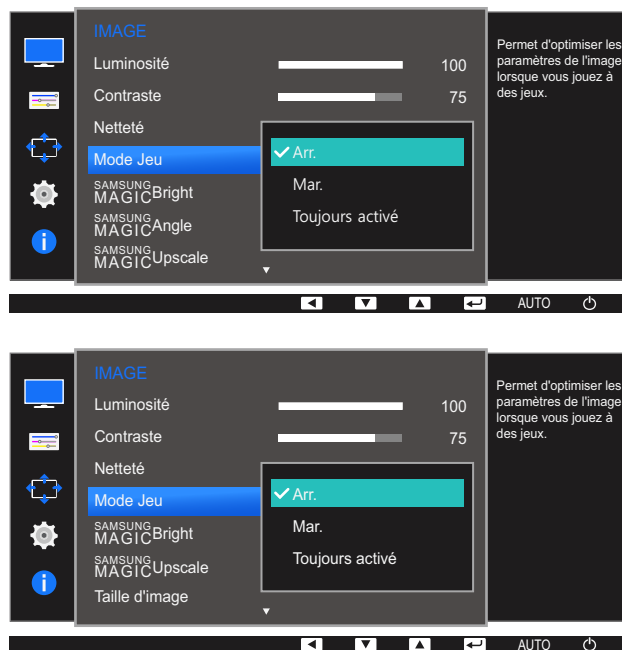 IMAGE
Luminosité 100
Contraste 75
Netteté
Mode Jeu
SAMSUNG
MAGICBright
SAMSUNG
MAGICAngle
SAMSUNG
MAGICUpscale
Arr.
Mar.
Toujours activé
Permet d'optimiser les
paramètres de l'image
lorsque vous jouez à
des jeux.
AUTO
IMAGE
Luminosité 100
Contraste 75
Netteté
Mode Jeu
SAMSUNG
MAGICBright
SAMSUNG
MAGICUpscale
Taille d'image
Arr.
Mar.
Toujours activé
Permet d'optimiser les
paramètres de l'image
lorsque vous jouez à
des jeux.
AUTO